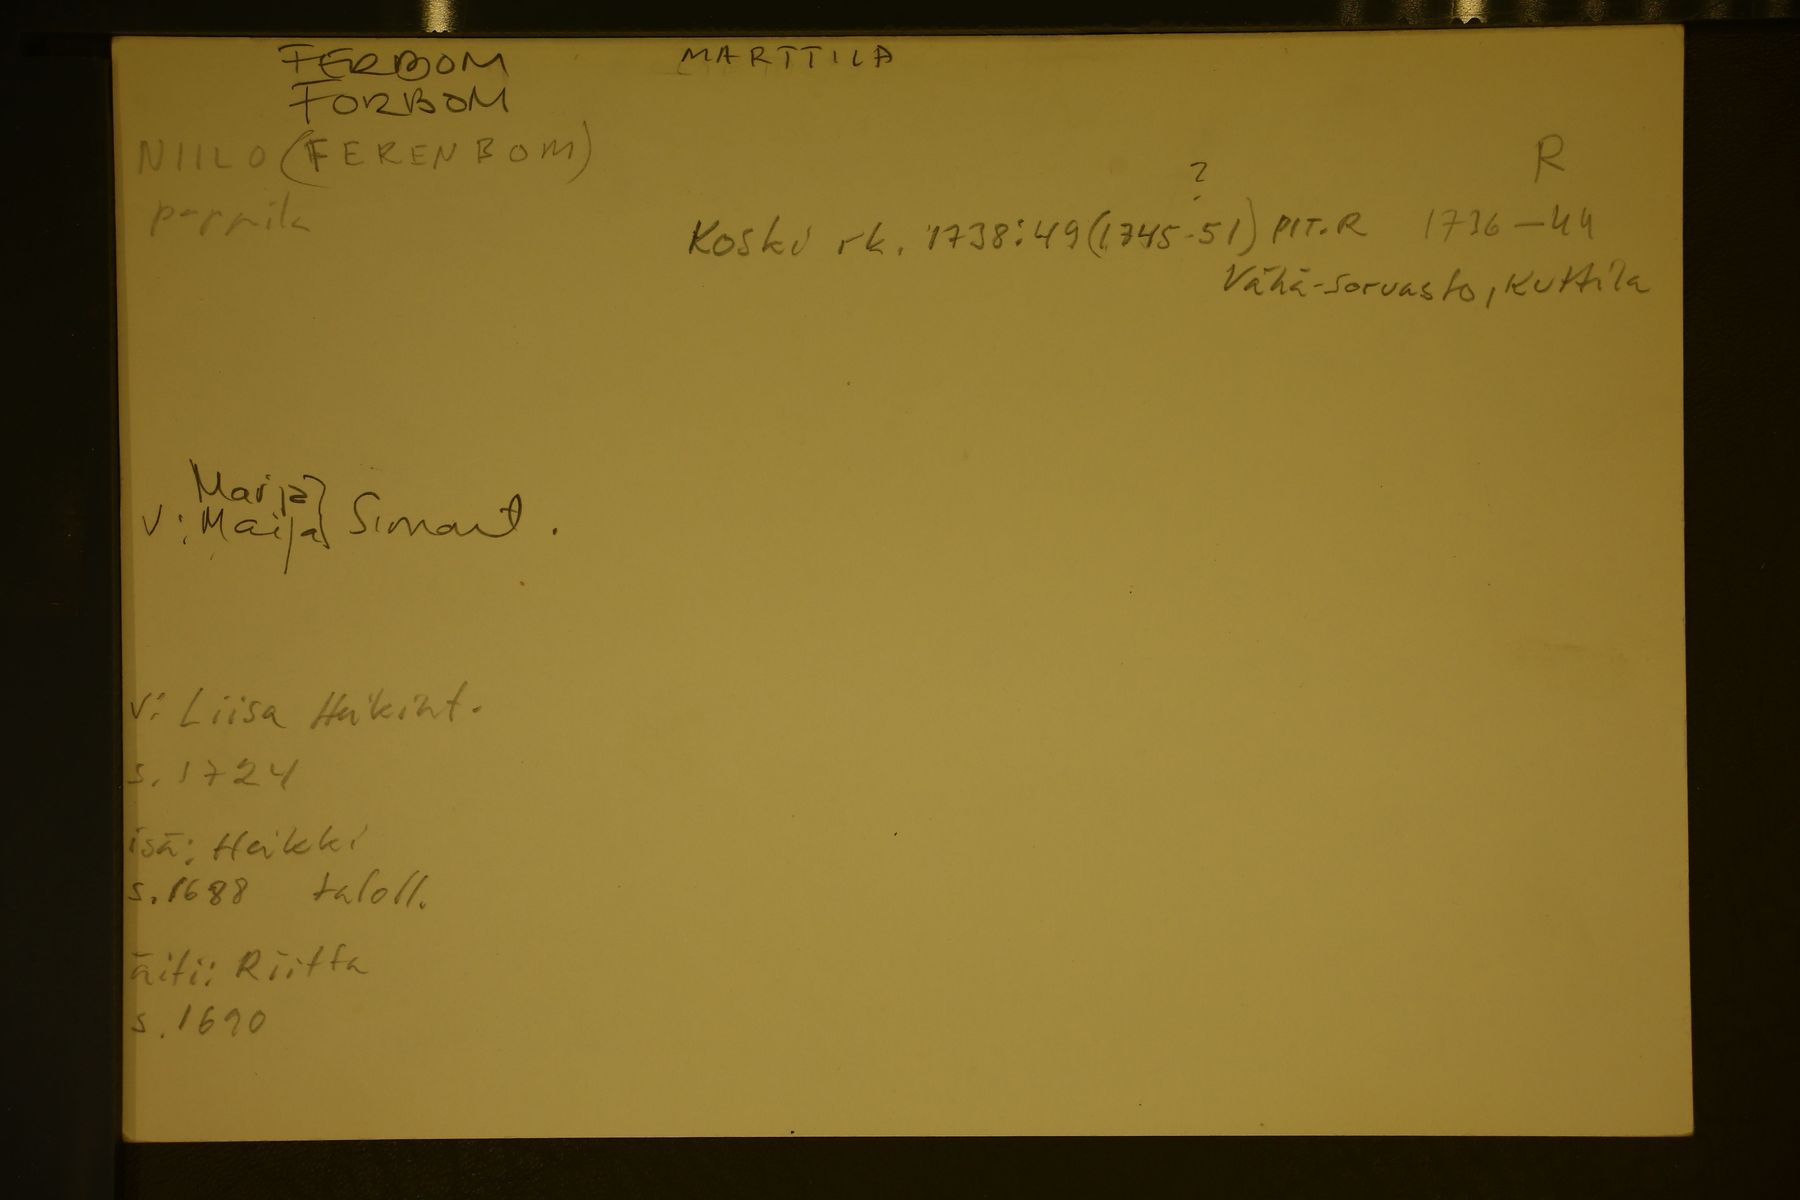 FERBOM MARTTILA
FORBOM
NIILO (FERENBOM) R
?
Koski rk. 1738:49 (1745-51) PIT.R 1736-44
Vähä-Sorvasto, Kuttila
Marja
v: Maija } Simont.
v: Liisa Heikint.
s. 1724
isä: Heikki
s. 1688 taloll.
äiti: Riitta
s. 1690